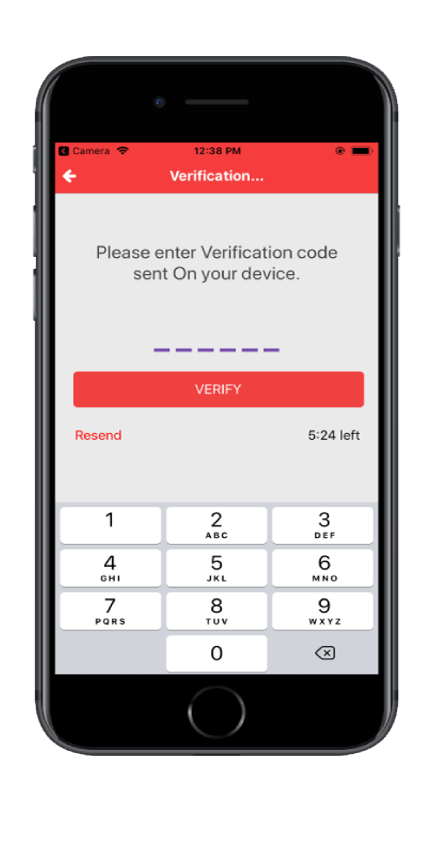 Camera 12:38 PM
Verification...
Please enter Verification code
sent On your device.
VERIFY
Resend 5:24 left
1 2 3
ABC DEF
4 5 6
GHI JKL MNO
7 8 9
PQRS TUV WXYZ
0